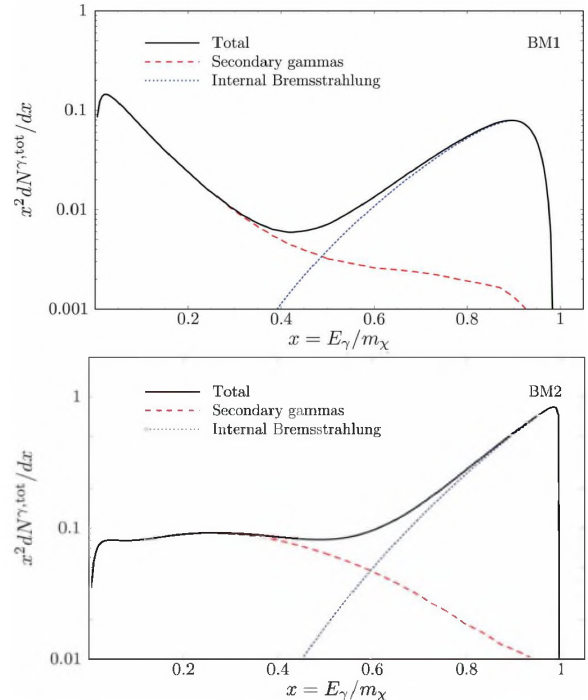 Total
BM1
Secondary gammas
Internal Bremsstrahlung
1
0.1
0.01
0.001
x²dN^{γ,tot}/dx
0.2 0.4 0.6 0.8 1
x = E_γ/m_χ
Total
BM2
Secondary gammas
Internal Bremsstrahlung
1
0.1
0.01
x²dN^{γ,tot}/dx
0.2 0.4 0.6 0.8 1
x = E_γ/m_χ